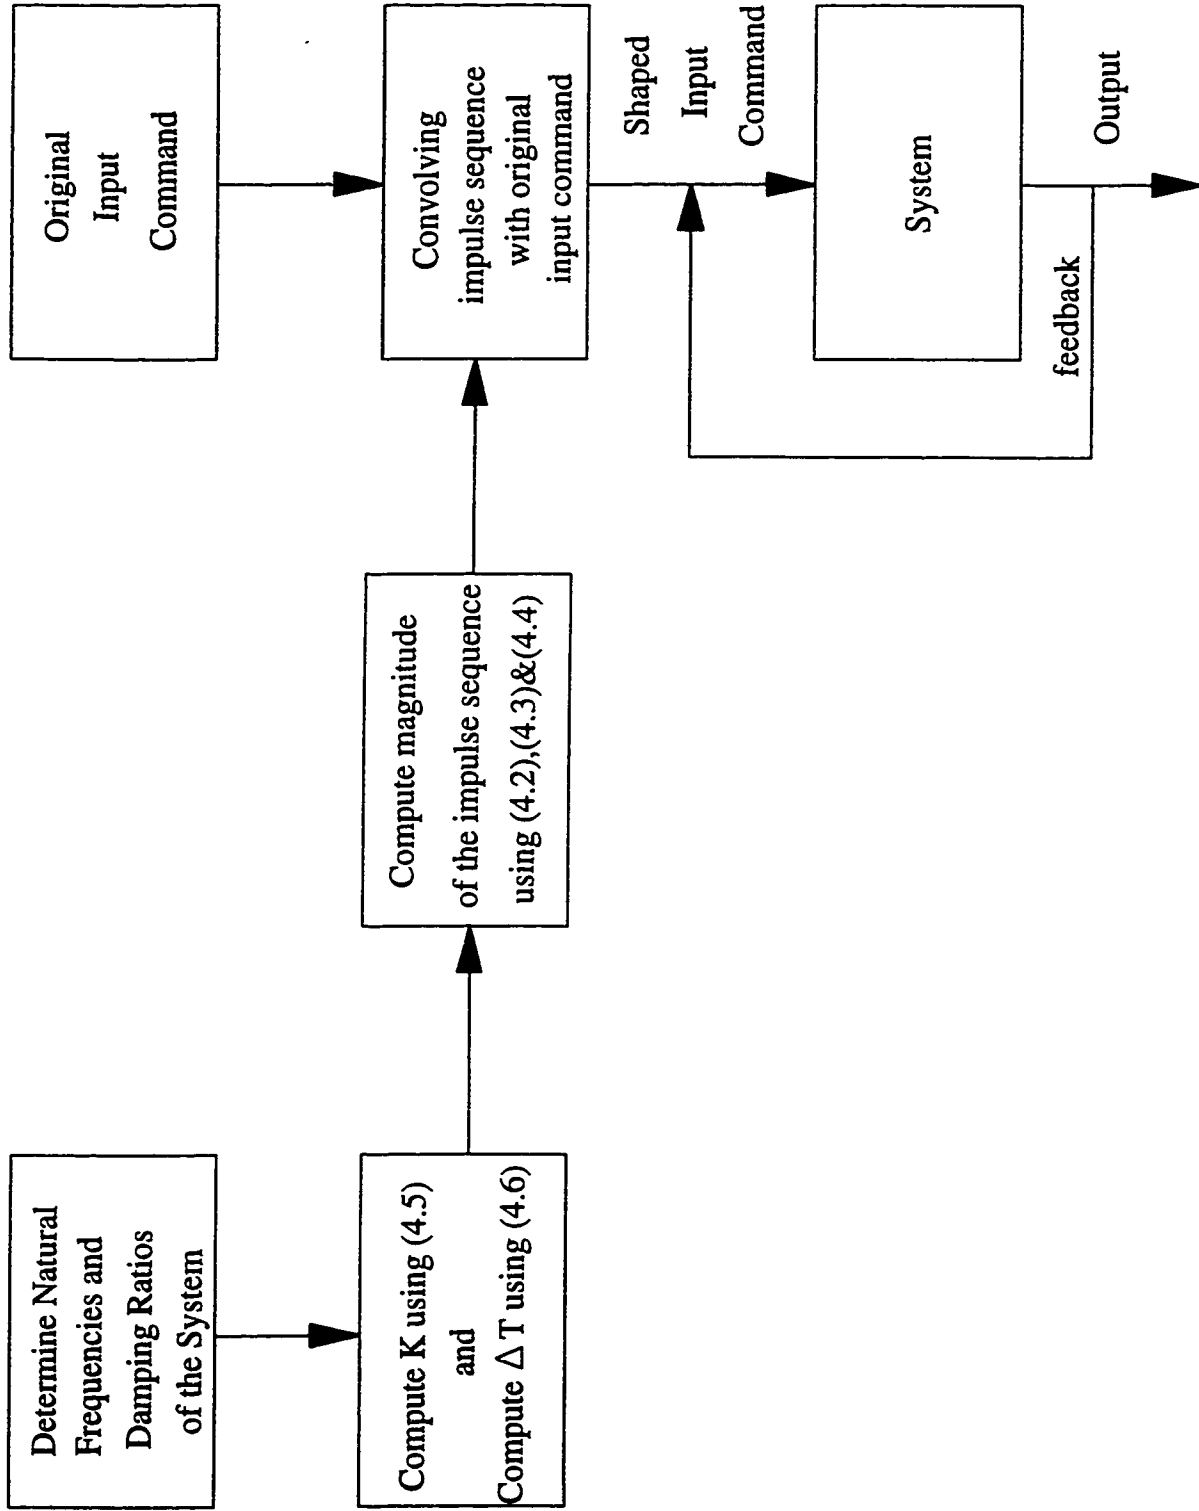 Determine Natural
Frequencies and
Damping Ratios
of the System
Compute K using (4.5)
and
Compute Δ T using (4.6)
Compute magnitude
of the impulse sequence
using (4.2),(4.3)&(4.4)
Original
Input
Command
Convolving
impulse sequence
with original
input command
Shaped
Input
Command
System
feedback
Output